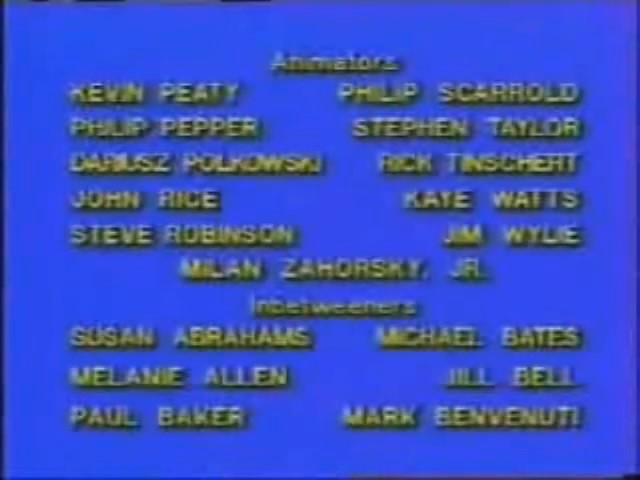 Animators
KEVIN PEATY PHILIP SCARROLD
PHILIP PEPPER STEPHEN TAYLOR
DARIUSZ POLKOWSKI RICK TINSCHERT
JOHN RICE KAYE WATTS
STEVE ROBINSON JIM WYLIE
MILAN ZAHORSKY, JR.
Inbetweeners
SUSAN ABRAHAMS MICHAEL BATES
MELANIE ALLEN JILL BELL
PAUL BAKER MARK BENVENUTI